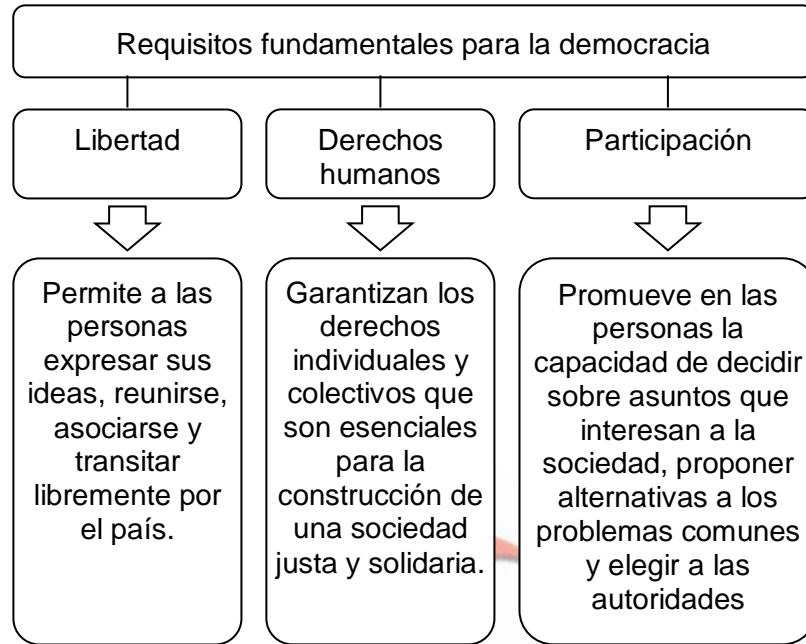 Requisitos fundamentales para la democracia
Libertad
Derechos
humanos
Participación
Permite a las
personas
expresar sus
ideas, reunirse,
asociarse y
transitar
libremente por
el país.
Garantizan los
derechos
individuales y
colectivos que
son esenciales
para la
construcción de
una sociedad
justa y solidaria.
Promueve en las
personas la
capacidad de decidir
sobre asuntos que
interesan a la
sociedad, proponer
alternativas a los
problemas comunes
y elegir a las
autoridades